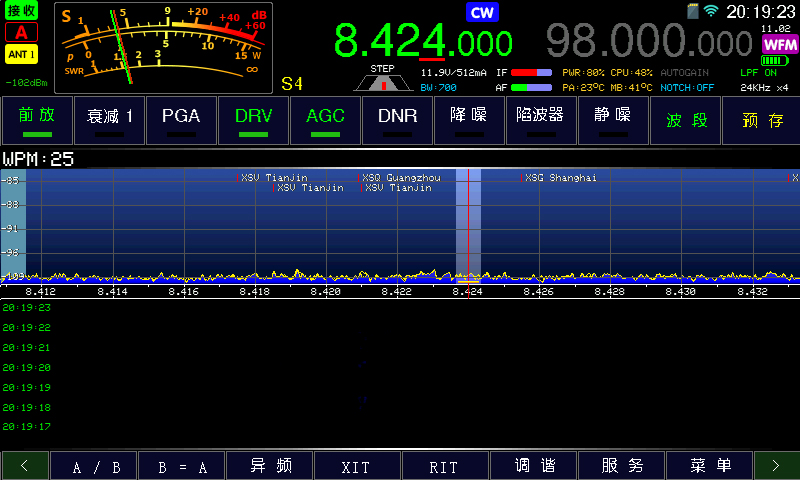 接收
A
ANT 1
-102dBm
S 1 5 9 +20 +40 +60 dB
P 0 1 5 10 15 W
SWR 1 1.5 2 3 ∞
S4
CW
8.424.000
98.000.000
20:19:23
11.02
WFM
STEP
11.9V/512mA
BW:700
IF
AF
PWR:80% CPU:48%
PA:23°C MB:41°C
AUTOGAIN
NOTCH:OFF
LPF ON
24KHz x4
前放 衰减 1 PGA DRV AGC DNR 降噪 陷波器 静噪 波段 预存
WPM:25
XSV TianJin XSQ Guangzhou XSG Shanghai X
XSV TianJin XSV TianJin
-85
-88
-91
-96
-109
8.412 8.414 8.416 8.418 8.420 8.422 8.424 8.426 8.428 8.430 8.432
20:19:23
20:19:22
20:19:21
20:19:20
20:19:19
20:19:18
20:19:17
< A / B B = A 异频 XIT RIT 调谐 服务 菜单 >